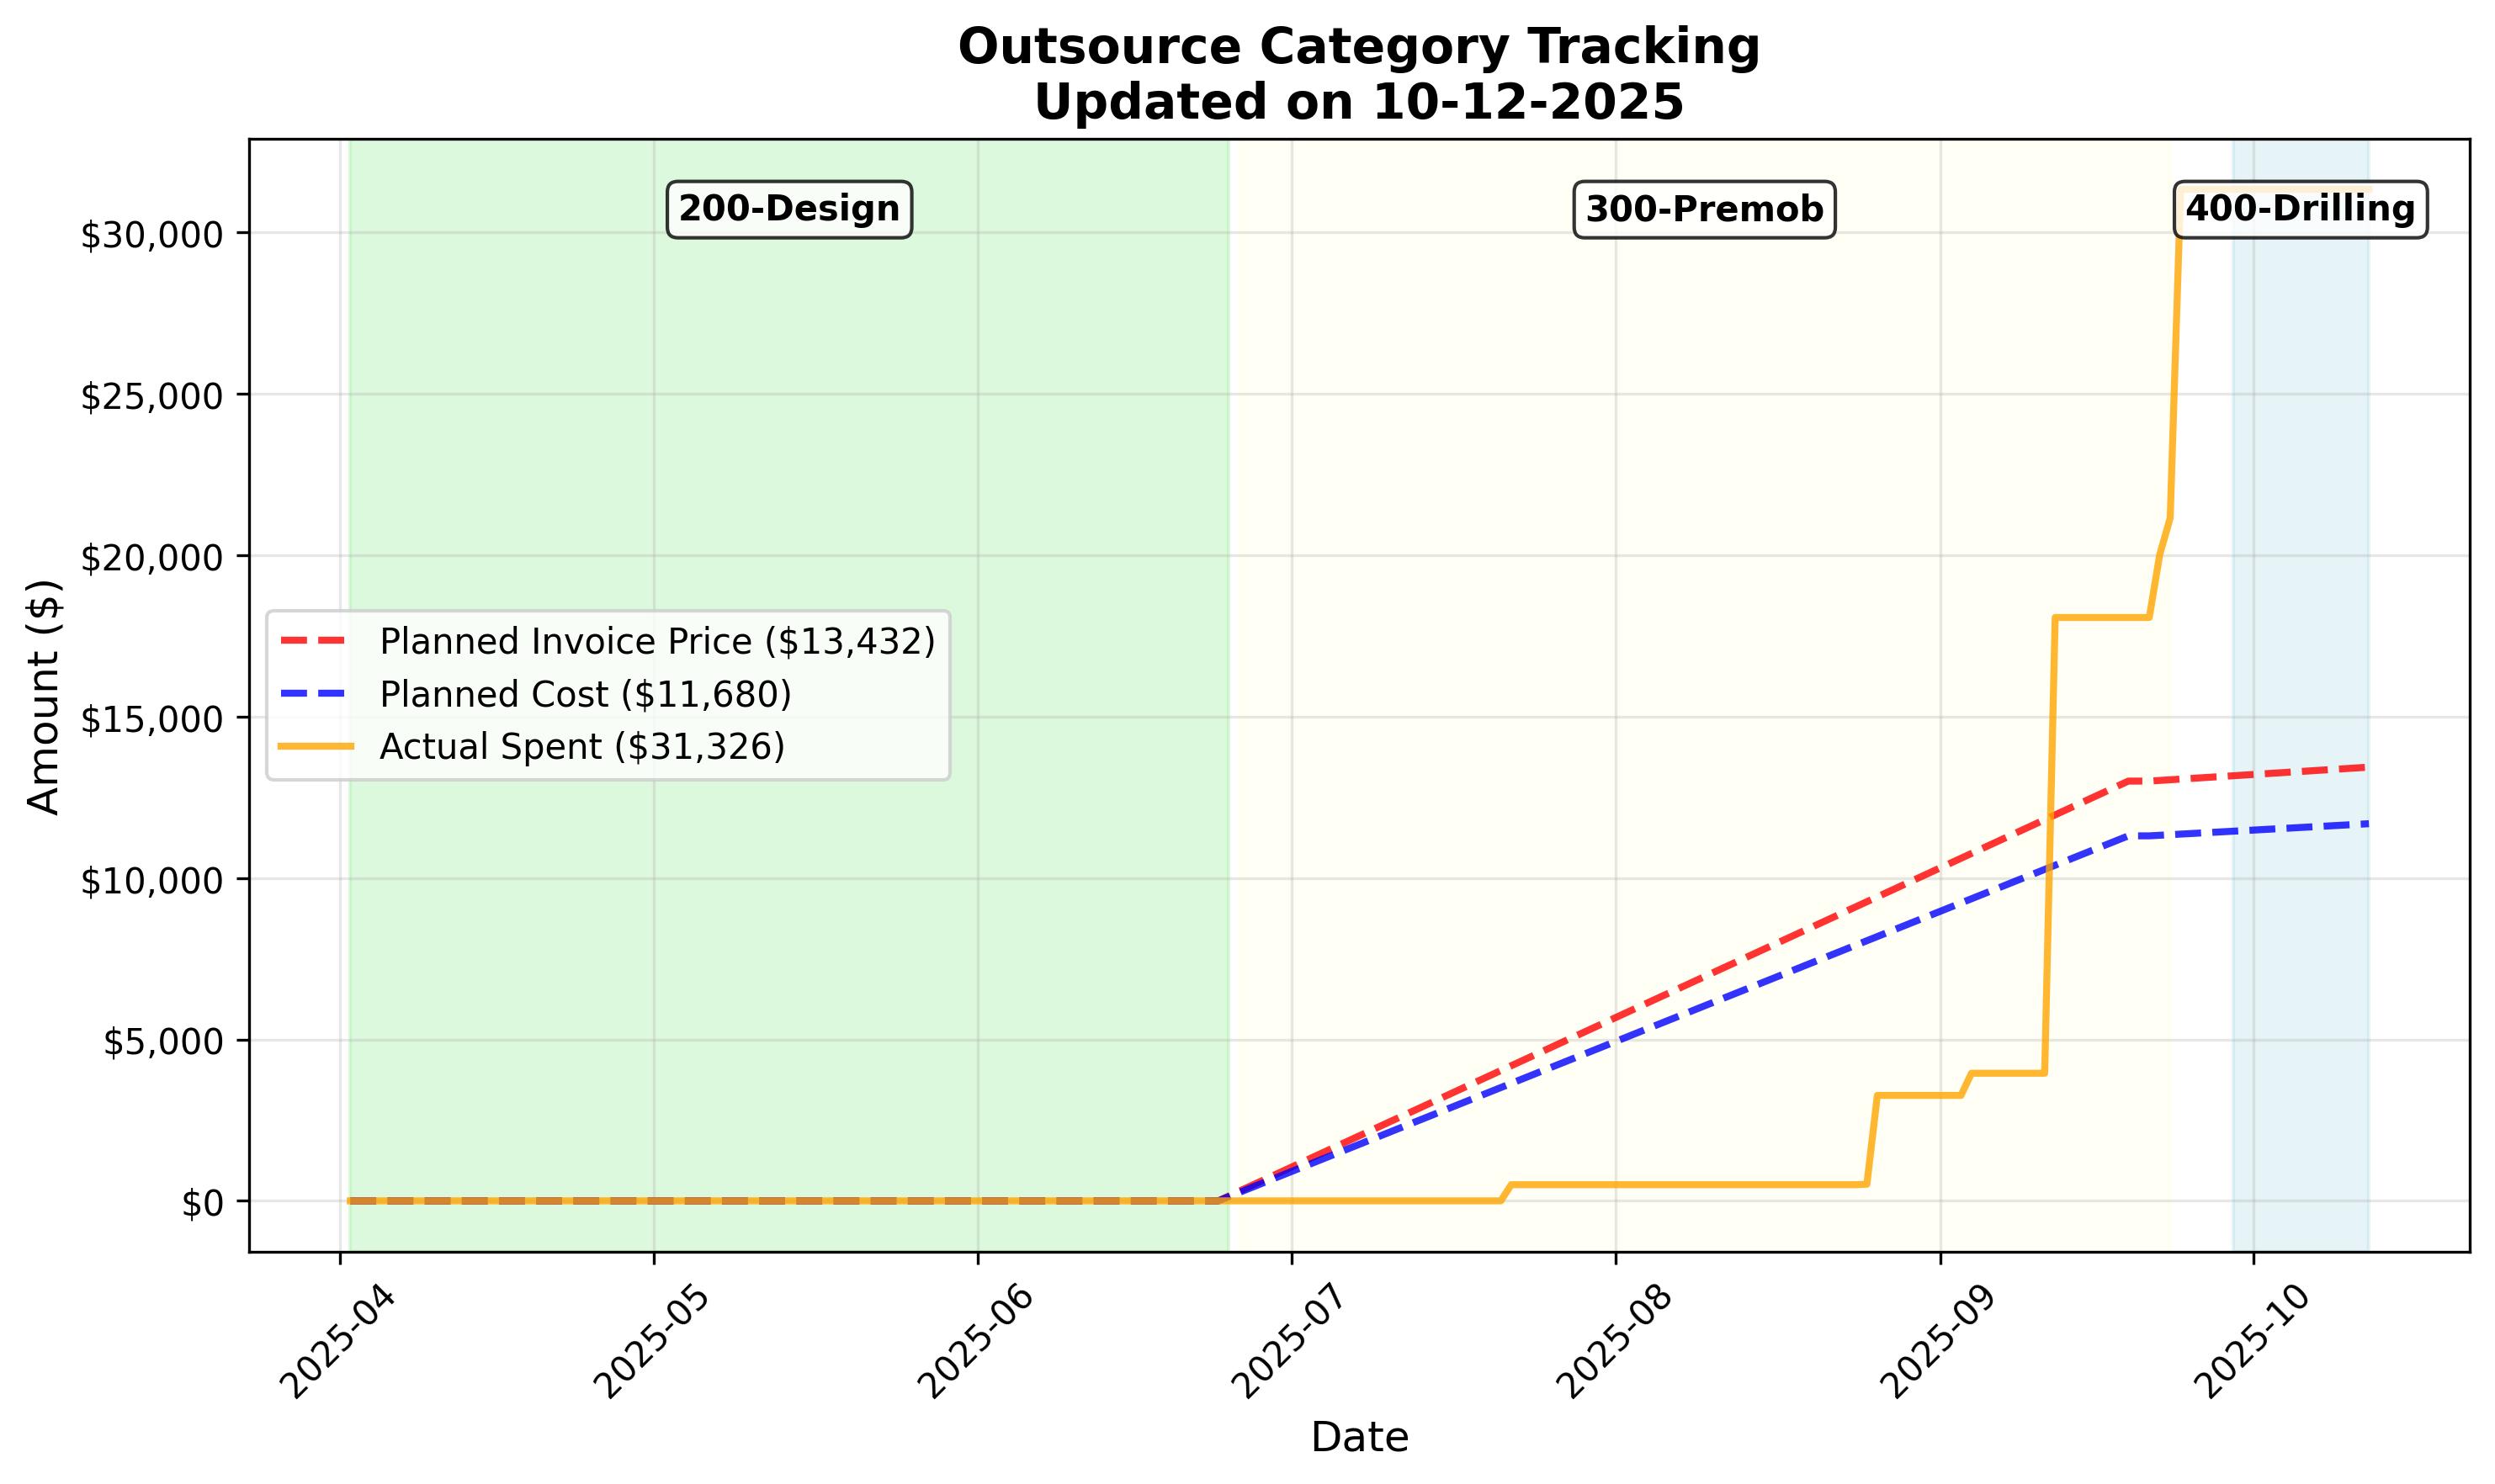 Outsource Category Tracking
Updated on 10-12-2025
200-Design
300-Premob
400-Drilling
$30,000
$25,000
$20,000
$15,000
$10,000
$5,000
$0
Amount ($)
Planned Invoice Price ($13,432)
Planned Cost ($11,680)
Actual Spent ($31,326)
2025-04
2025-05
2025-06
2025-07
2025-08
2025-09
2025-10
Date